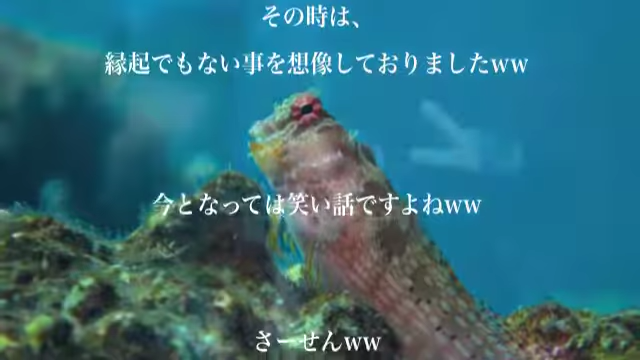 その時は、
縁起でもない事を想像しておりましたww
今となっては笑い話ですよねww
さーせんww